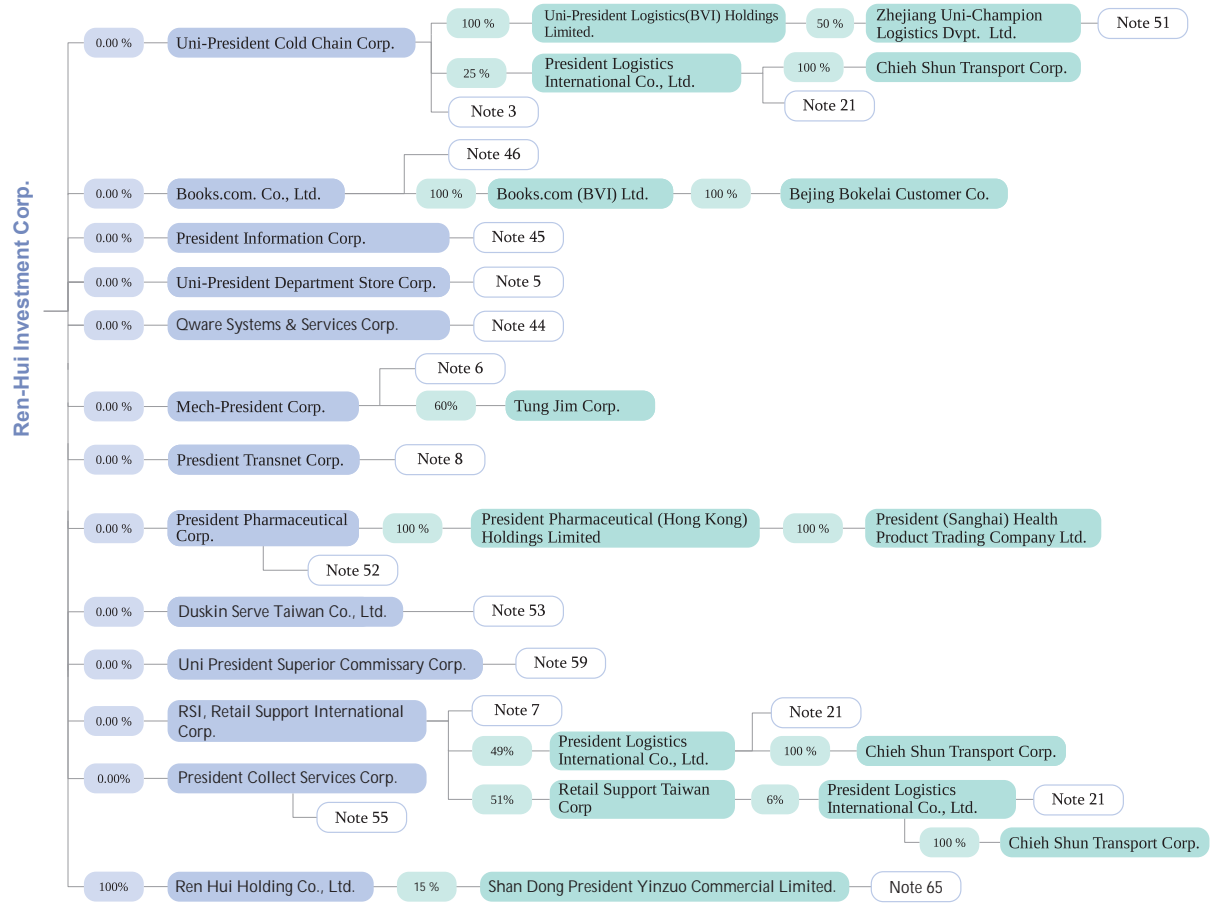 Ren-Hui Investment Corp.
0.00 %
Uni-President Cold Chain Corp.
100 %
Uni-President Logistics(BVI) Holdings
Limited.
50 %
Zhejiang Uni-Champion
Logistics Dvpt. Ltd.
Note 51
25 %
President Logistics
International Co., Ltd.
100 %
Chieh Shun Transport Corp.
Note 21
Note 3
0.00 %
Books.com. Co., Ltd.
Note 46
100 %
Books.com (BVI) Ltd.
100 %
Bejing Bokelai Customer Co.
0.00 %
President Information Corp.
Note 45
0.00 %
Uni-President Department Store Corp.
Note 5
0.00 %
Qware Systems & Services Corp.
Note 44
0.00 %
Mech-President Corp.
Note 6
60%
Tung Jim Corp.
0.00 %
Presdient Transnet Corp.
Note 8
0.00 %
President Pharmaceutical
Corp.
100 %
President Pharmaceutical (Hong Kong)
Holdings Limited
100 %
President (Sanghai) Health
Product Trading Company Ltd.
Note 52
0.00 %
Duskin Serve Taiwan Co., Ltd.
Note 53
0.00 %
Uni President Superior Commissary Corp.
Note 59
0.00 %
RSI, Retail Support International
Corp.
Note 7
49%
President Logistics
International Co., Ltd.
Note 21
100 %
Chieh Shun Transport Corp.
51%
Retail Support Taiwan
Corp
6%
President Logistics
International Co., Ltd.
Note 21
100 %
Chieh Shun Transport Corp.
0.00%
President Collect Services Corp.
Note 55
100%
Ren Hui Holding Co., Ltd.
15 %
Shan Dong President Yinzuo Commercial Limited.
Note 65